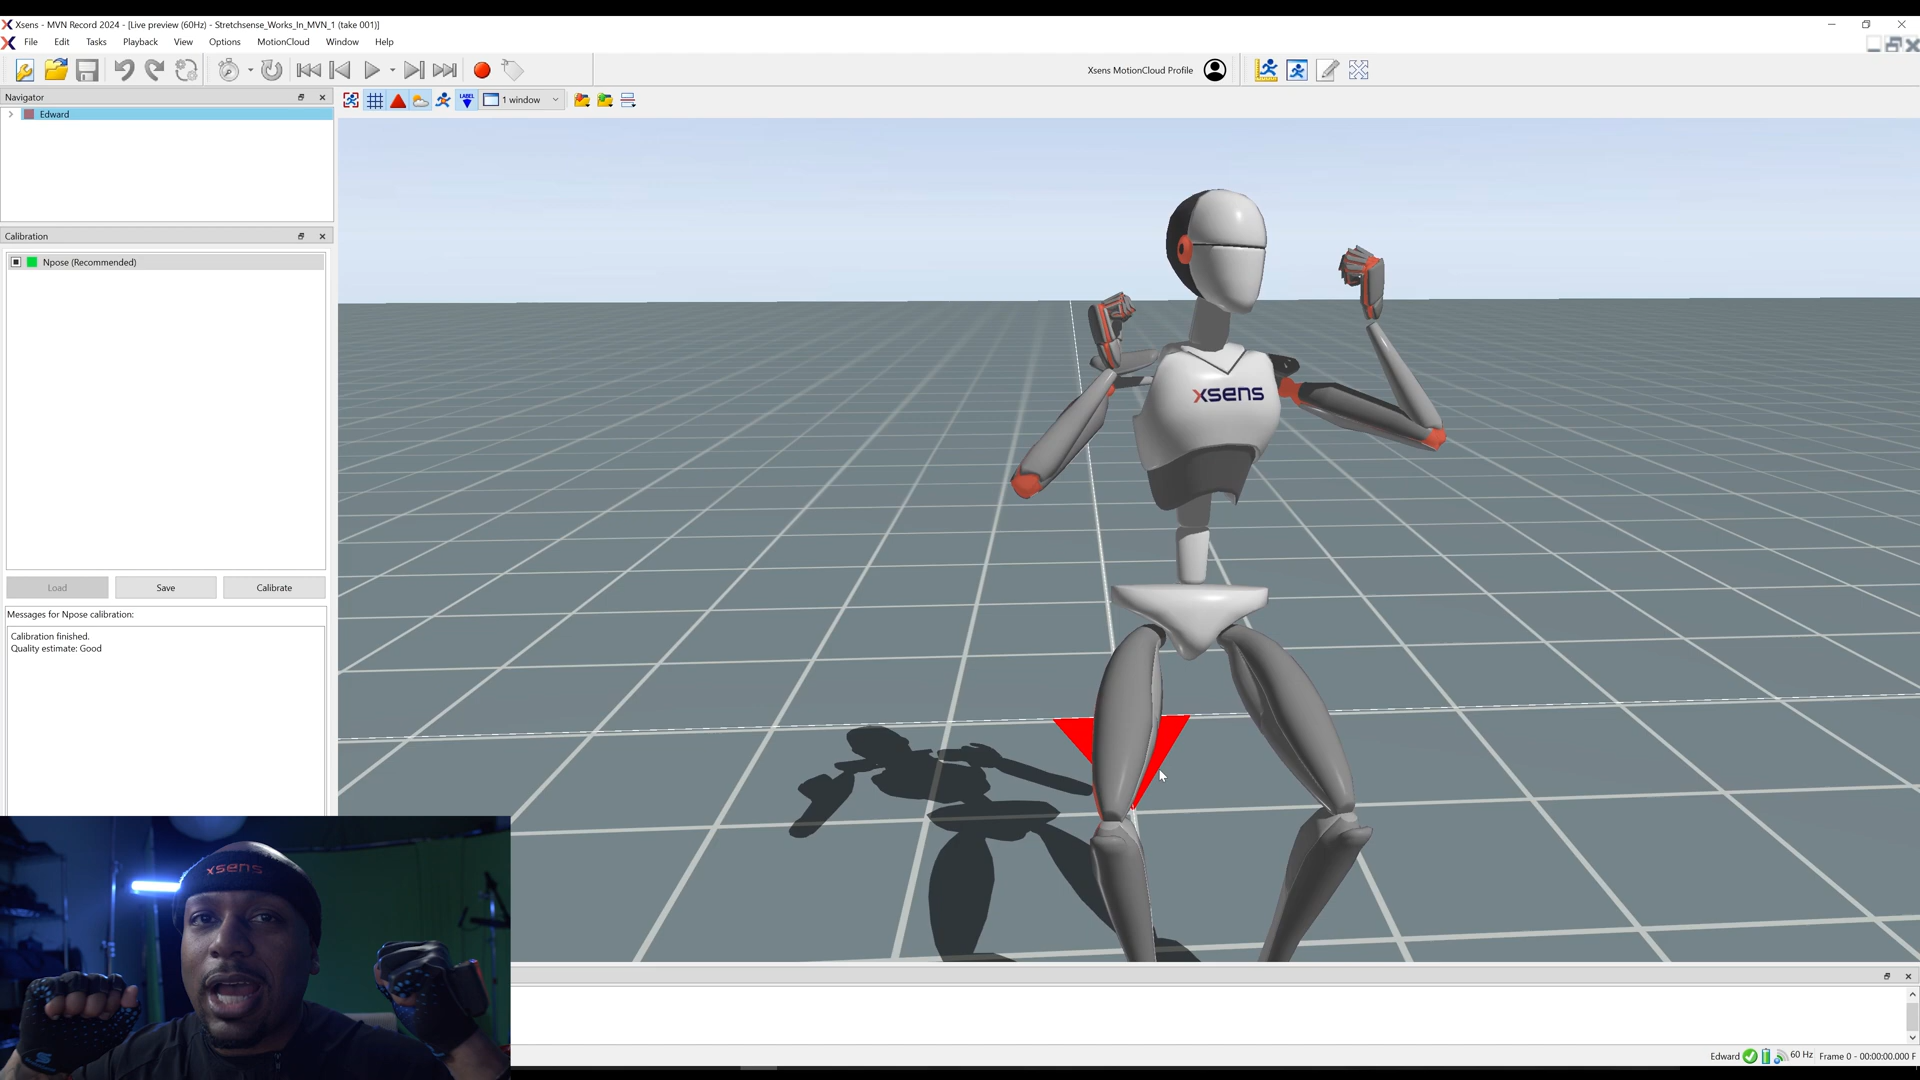 Xsens - MVN Record 2024 - [Live preview (60Hz) - Stretchsense_Works_In_MVN_1 (take 001)]
File Edit Tasks Playback View Options MotionCloud Window Help
Xsens MotionCloud Profile
Navigator
LABEL
1 window
Edward
Calibration
Npose (Recommended)
xsens
Load Save Calibrate
Messages for Npose calibration:
Calibration finished.
Quality estimate: Good
xsens
Edward 60 Hz Frame 0 - 00:00:00.000 F